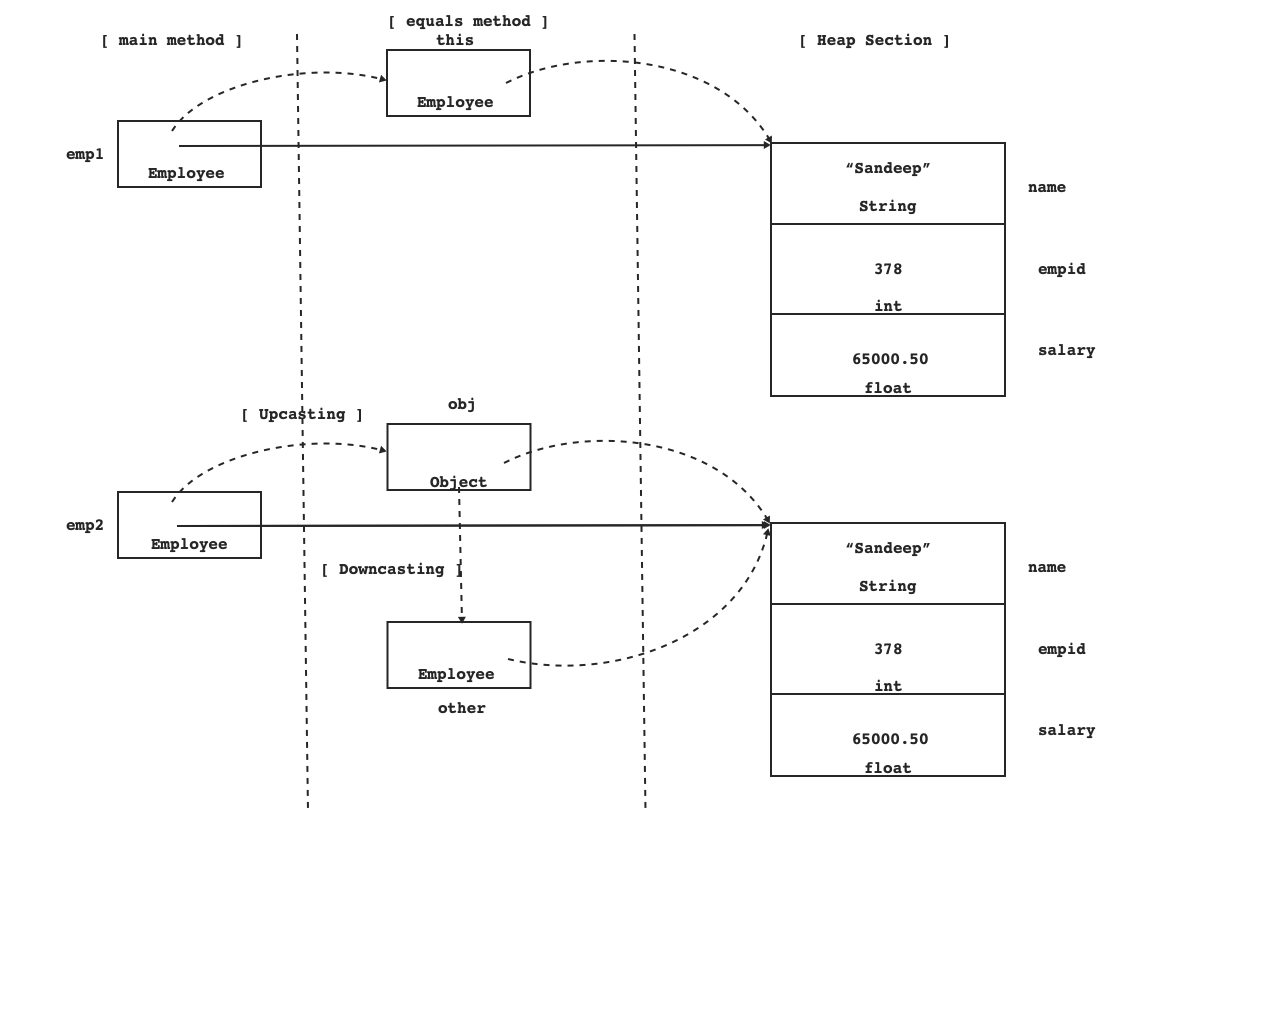 [ equals method ]
[ main method ]
this
[ Heap Section ]
Employee
emp1
Employee
“Sandeep”
String
name
378
int
empid
65000.50
float
salary
[ Upcasting ]
obj
Object
emp2
Employee
[ Downcasting ]
Employee
other
“Sandeep”
String
name
378
int
empid
65000.50
float
salary